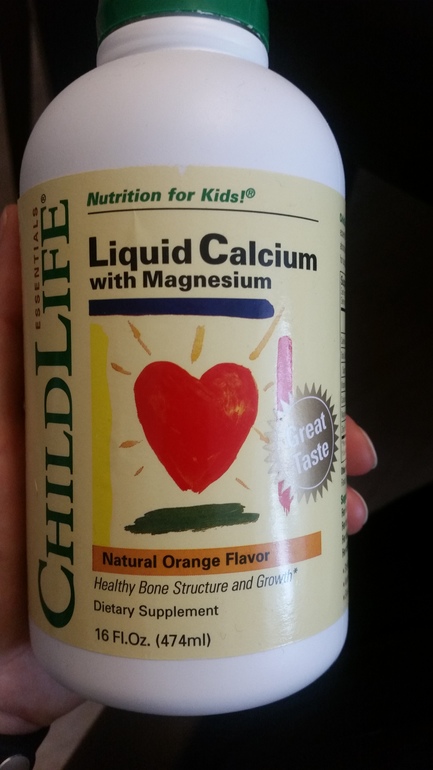 Nutrition for Kids!®
Liquid Calcium
with Magnesium
CHILDLIFE®
ESSENTIALS
Great
Taste
Natural Orange Flavor
Healthy Bone Structure and Growth*
Dietary Supplement
16 Fl.Oz. (474ml)